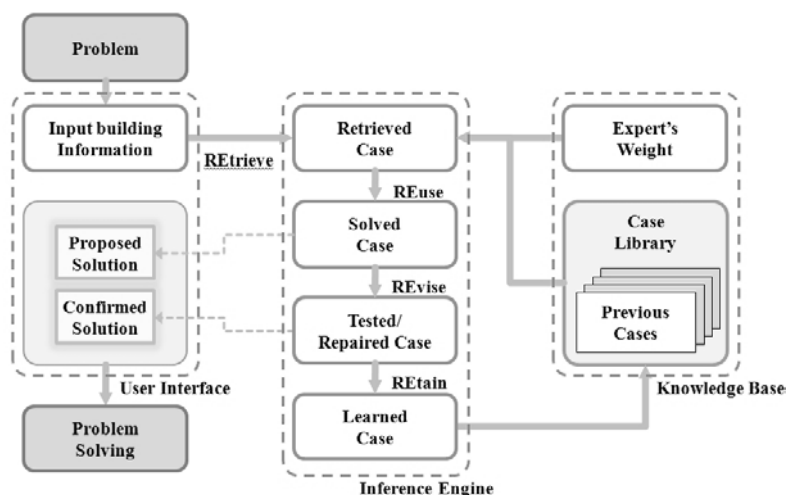 Problem
Input building
Information
REtrieve
Retrieved
Case
Expert's
Weight
REuse
Proposed
Solution
Solved
Case
Case
Library
REvise
Confirmed
Solution
Tested/
Repaired Case
Previous
Cases
User Interface
REtain
Knowledge Base
Problem
Solving
Learned
Case
Inference Engine